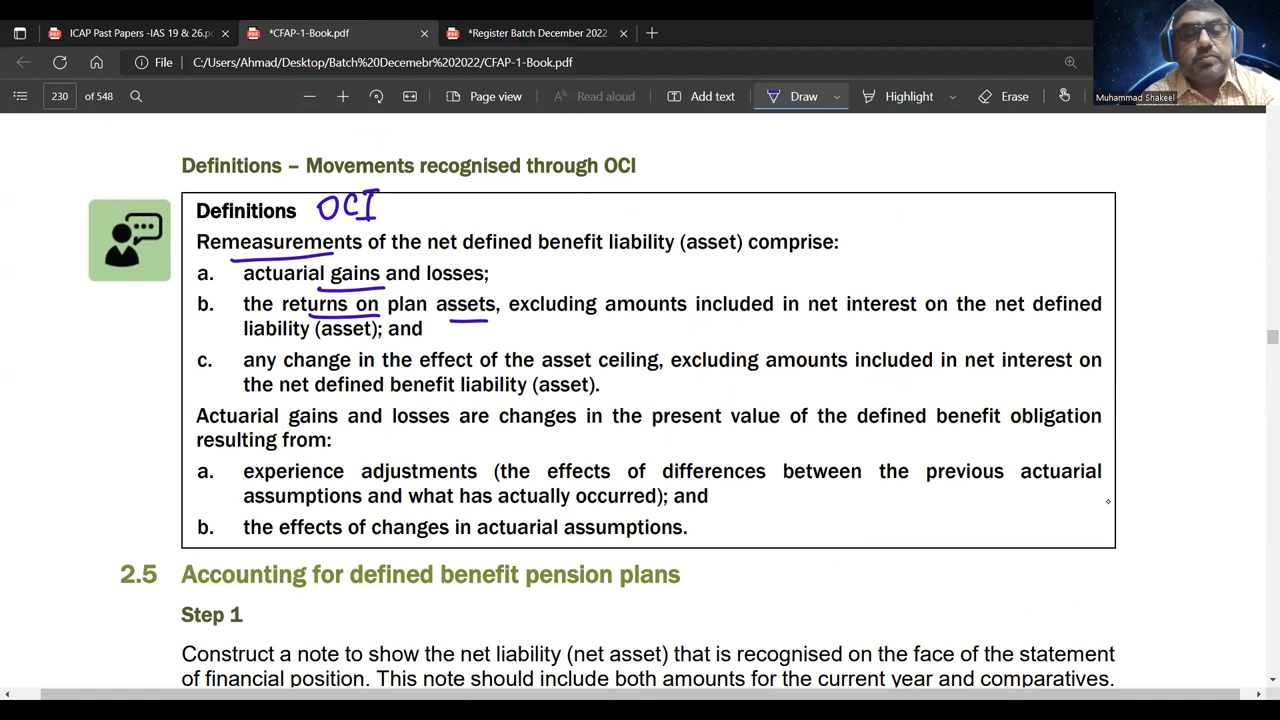 ICAP Past Papers -IAS 19 & 26.p
*CFAP-1-Book.pdf
*Register Batch December 2022
File C:/Users/Ahmad/Desktop/Batch%20Decemebr%202022/CFAP-1-Book.pdf
230 of 548 Page view Read aloud Add text Draw Highlight Erase
Muhammad Shakeel
Definitions – Movements recognised through OCI
Definitions OCI
Remeasurements of the net defined benefit liability (asset) comprise:
a. actuarial gains and losses;
b. the returns on plan assets, excluding amounts included in net interest on the net defined
liability (asset); and
c. any change in the effect of the asset ceiling, excluding amounts included in net interest on
the net defined benefit liability (asset).
Actuarial gains and losses are changes in the present value of the defined benefit obligation
resulting from:
a. experience adjustments (the effects of differences between the previous actuarial
assumptions and what has actually occurred); and
b. the effects of changes in actuarial assumptions.
2.5 Accounting for defined benefit pension plans
Step 1
Construct a note to show the net liability (net asset) that is recognised on the face of the statement
of financial position. This note should include both amounts for the current year and comparatives.